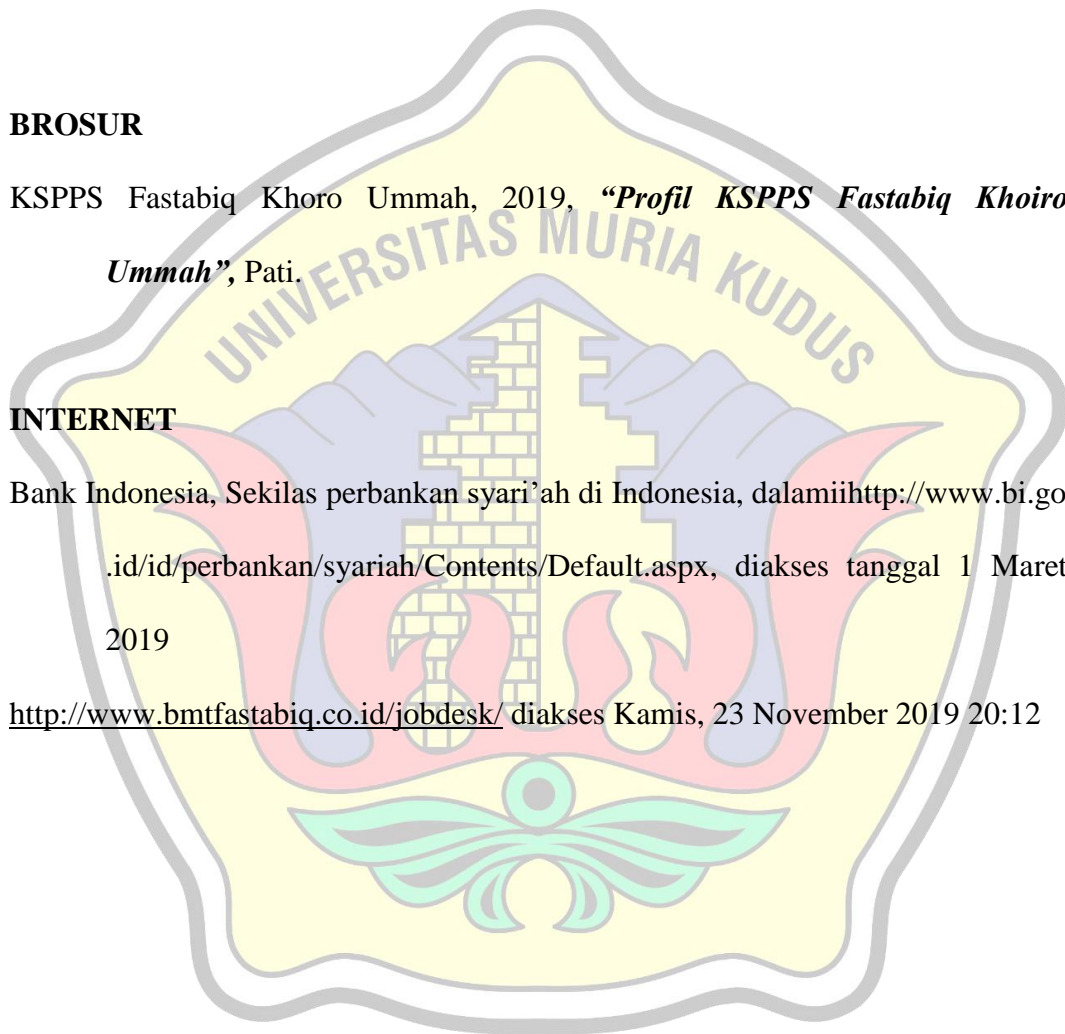 BROSUR
KSPPS Fastabiq Khoro Ummah, 2019, “Profil KSPPS Fastabiq Khoiro
Ummah”, Pati.
UNIVERSITAS MURIA KUDUS
INTERNET
Bank Indonesia, Sekilas perbankan syari’ah di Indonesia, dalamiihttp://www.bi.go
.id/id/perbankan/syariah/Contents/Default.aspx, diakses tanggal 1 Maret
2019
http://www.bmtfastabiq.co.id/jobdesk/ diakses Kamis, 23 November 2019 20:12